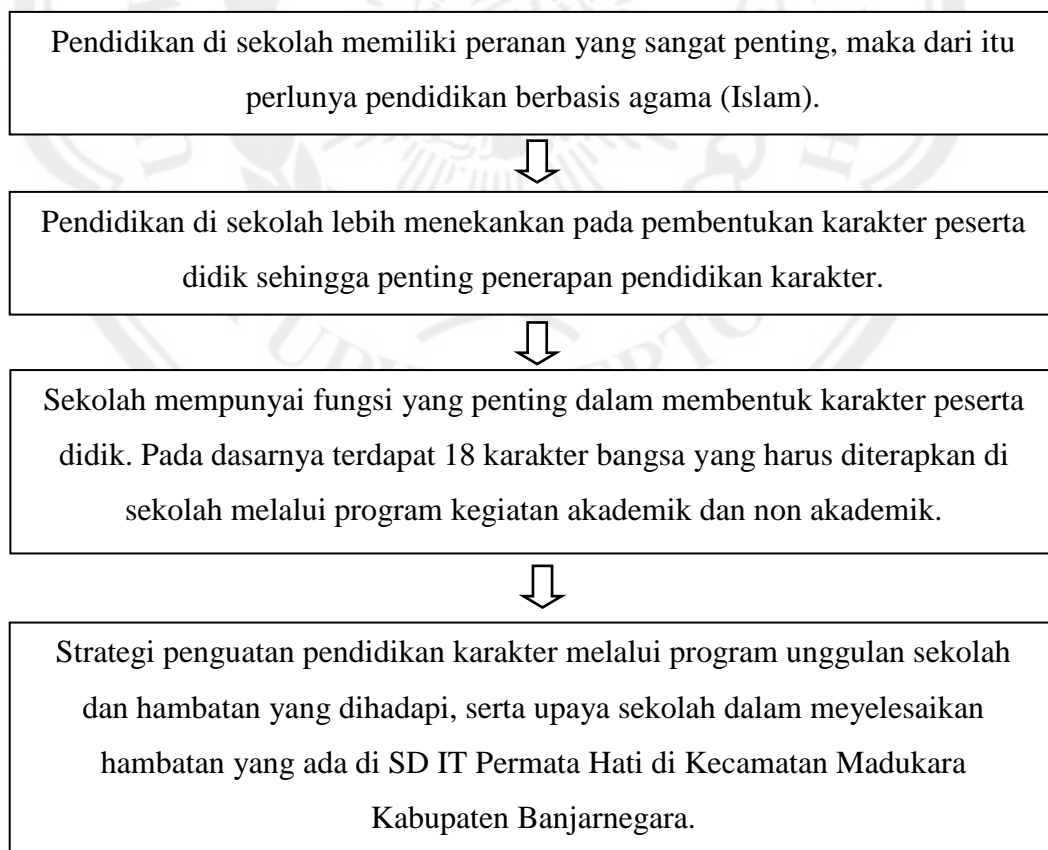 Pendidikan di sekolah memiliki peranan yang sangat penting, maka dari itu
perlunya pendidikan berbasis agama (Islam).
Pendidikan di sekolah lebih menekankan pada pembentukan karakter peserta
didik sehingga penting penerapan pendidikan karakter.
Sekolah mempunyai fungsi yang penting dalam membentuk karakter peserta
didik. Pada dasarnya terdapat 18 karakter bangsa yang harus diterapkan di
sekolah melalui program kegiatan akademik dan non akademik.
Strategi penguatan pendidikan karakter melalui program unggulan sekolah
dan hambatan yang dihadapi, serta upaya sekolah dalam meyelesaikan
hambatan yang ada di SD IT Permata Hati di Kecamatan Madukara
Kabupaten Banjarnegara.